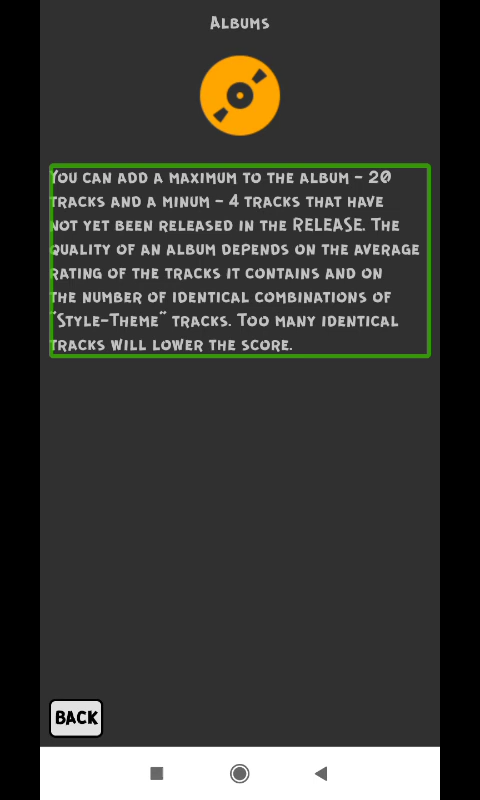 Albums
You can add a maximum to the album - 20
tracks and a minum - 4 tracks that have
not yet been released in the RELEASE. The
quality of an album depends on the average
rating of the tracks it contains and on
the number of identical combinations of
"Style-Theme" tracks. Too many identical
tracks will lower the score.
BACK